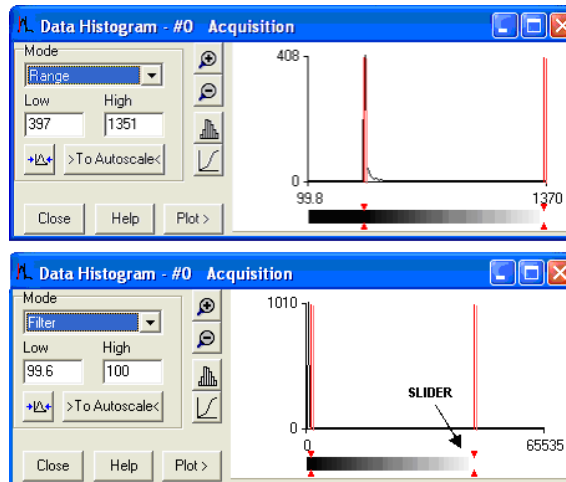 Data Histogram - #0 Acquisition
Mode
Range
Low High
397 1351
>To Autoscale<
Close Help Plot >
408
0
99.8 1370
Data Histogram - #0 Acquisition
Mode
Filter
Low High
99.6 100
>To Autoscale<
Close Help Plot >
1010
0
SLIDER
0 65535